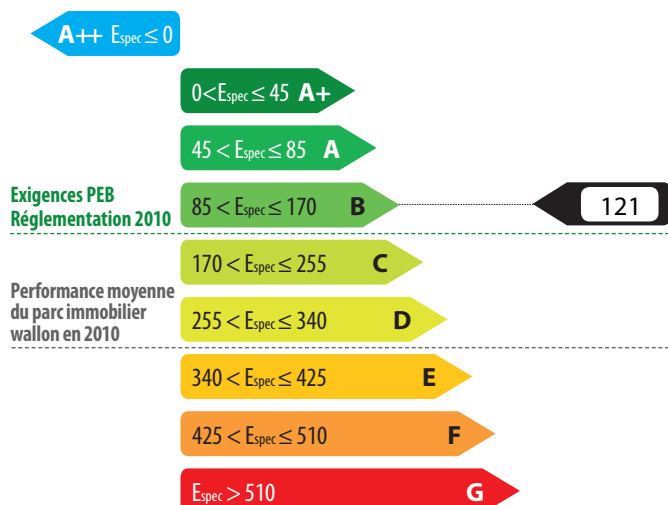 A++ Espec ≤ 0
0<Espec ≤ 45 A+
45 < Espec ≤ 85 A
Exigences PEB
Réglementation 2010
85 < Espec ≤ 170 B
121
170 < Espec ≤ 255 C
Performance moyenne
du parc immobilier
wallon en 2010
255 < Espec ≤ 340 D
340 < Espec ≤ 425 E
425 < Espec ≤ 510 F
Espec > 510 G